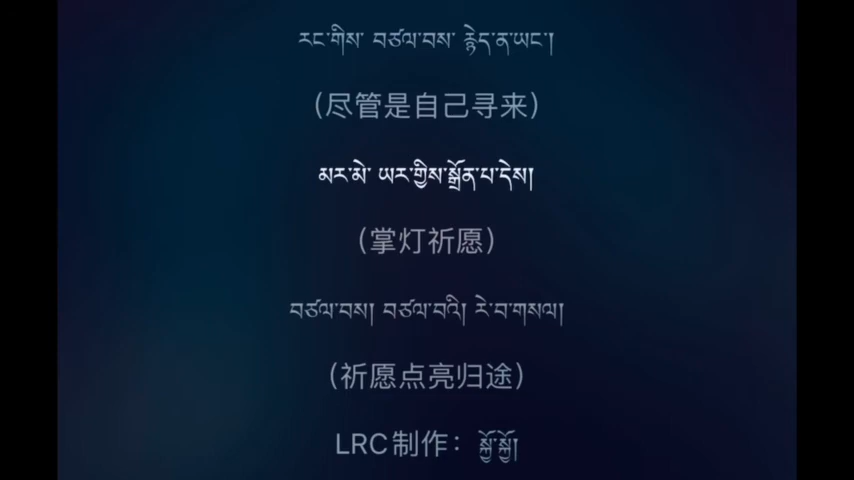 རང་གིས་ བཙལ་བས་ རྙེད་ན་ཡང་།
（尽管是自己寻来）
མར་མེ་ ཡར་གྱིས་སྒྲོན་པ་དེས།
（掌灯祈愿）
བཙལ་བས། བཙལ་བའི། རེ་བ་གསལ།
（祈愿点亮归途）
LRC制作：སྐྱོ་སྐྱོ།